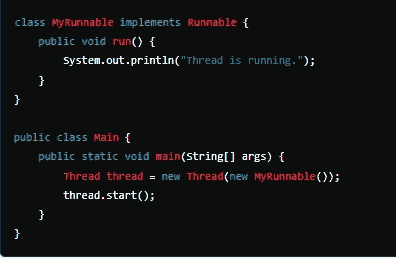 class MyRunnable implements Runnable {
    public void run() {
        System.out.println("Thread is running.");
    }
}

public class Main {
    public static void main(String[] args) {
        Thread thread = new Thread(new MyRunnable());
        thread.start();
    }
}